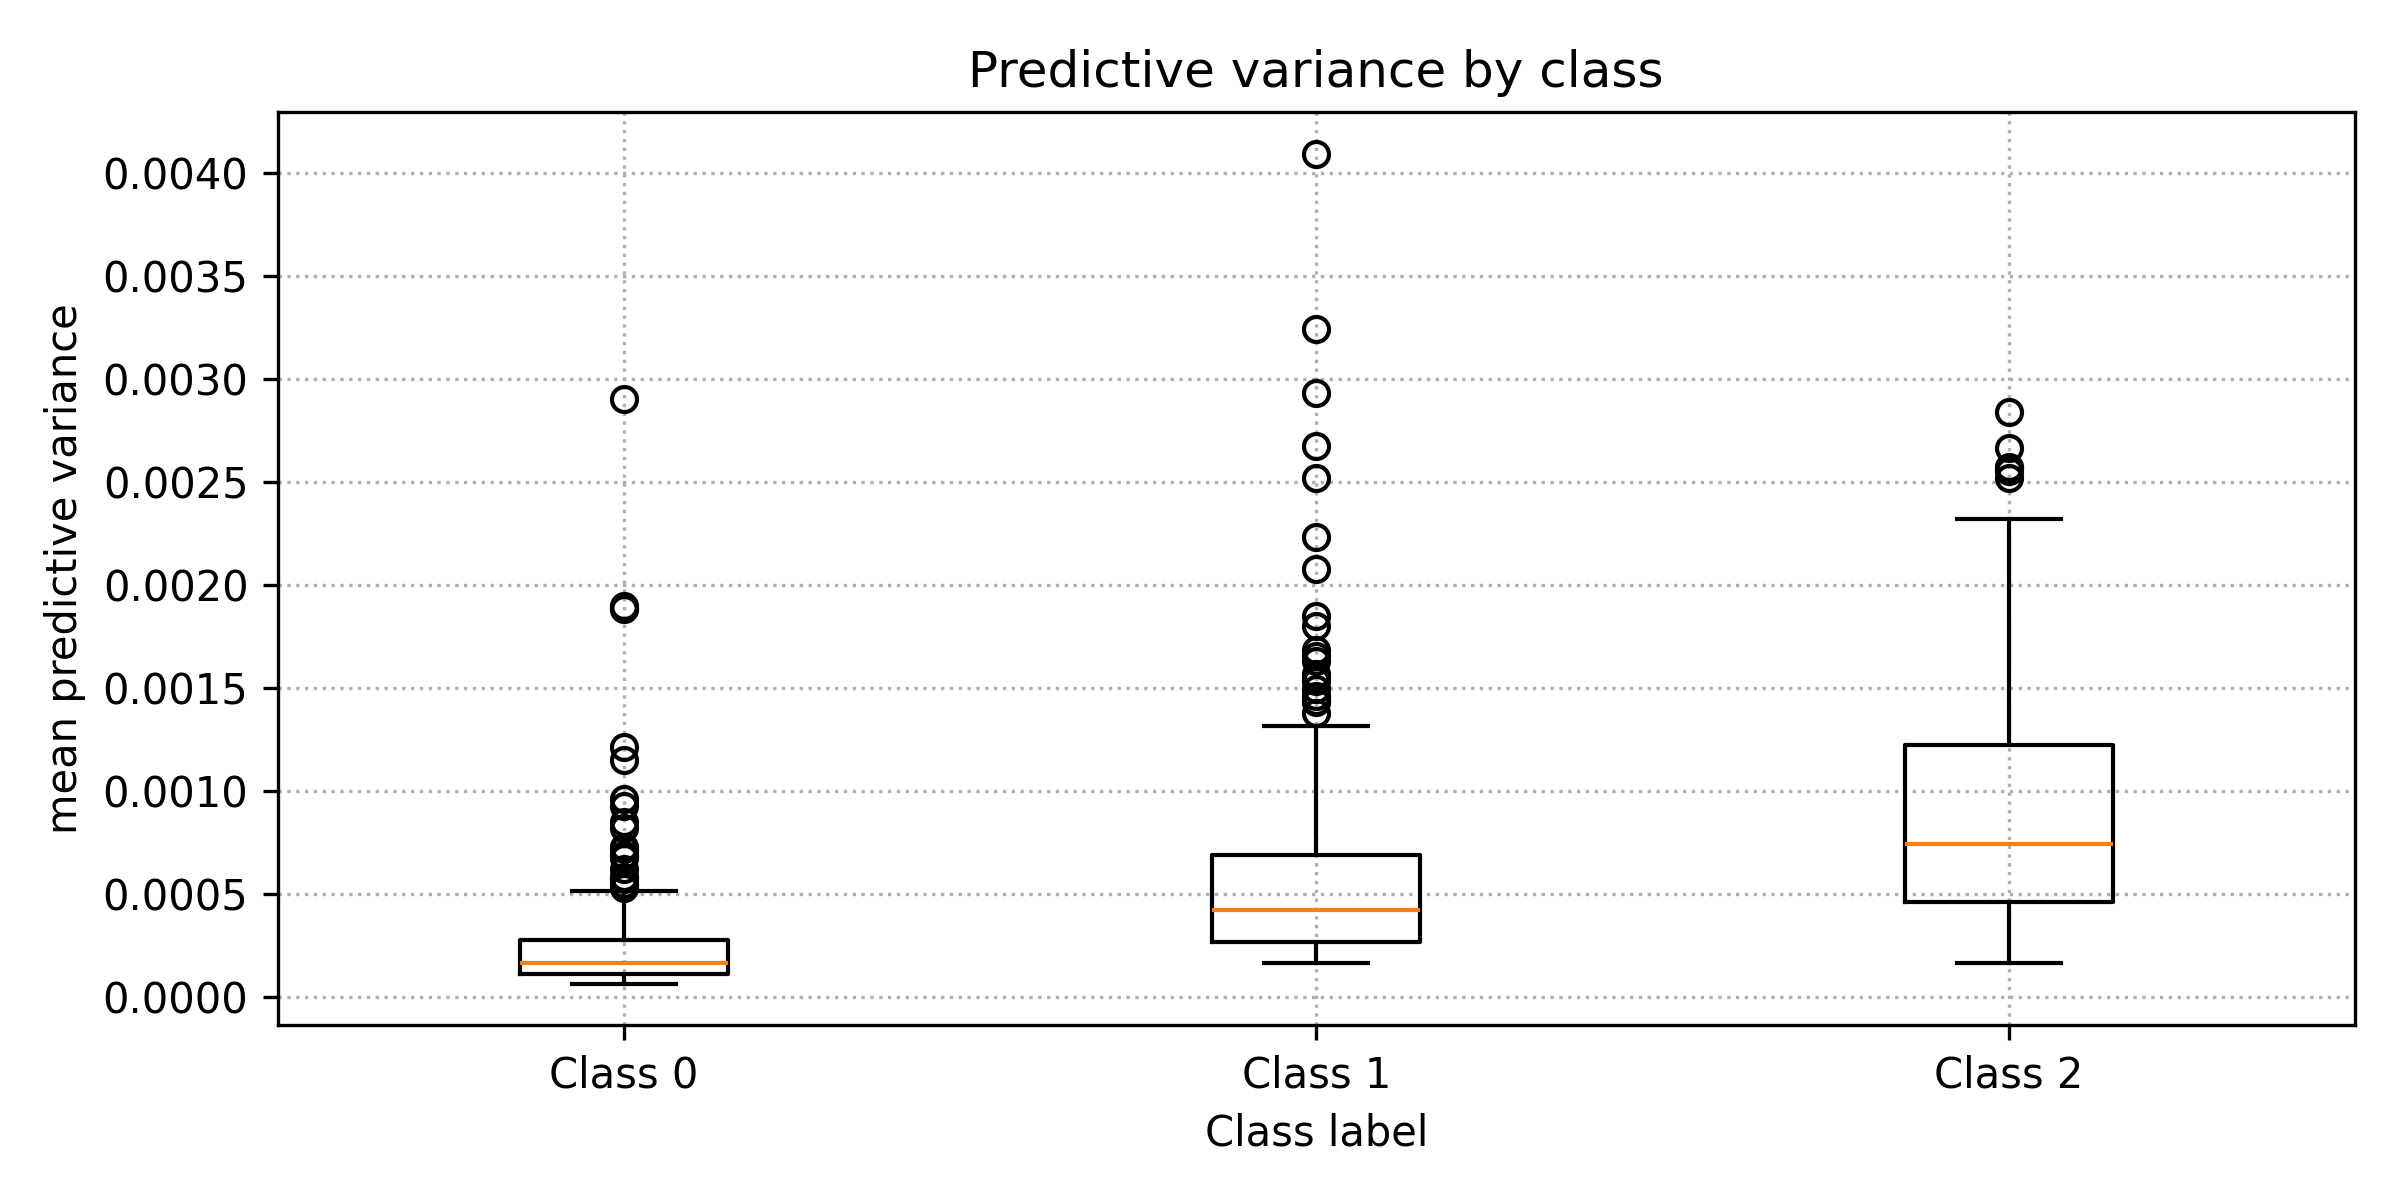 Predictive variance by class
mean predictive variance
0.0040
0.0035
0.0030
0.0025
0.0020
0.0015
0.0010
0.0005
0.0000
Class 0 Class 1 Class 2
Class label